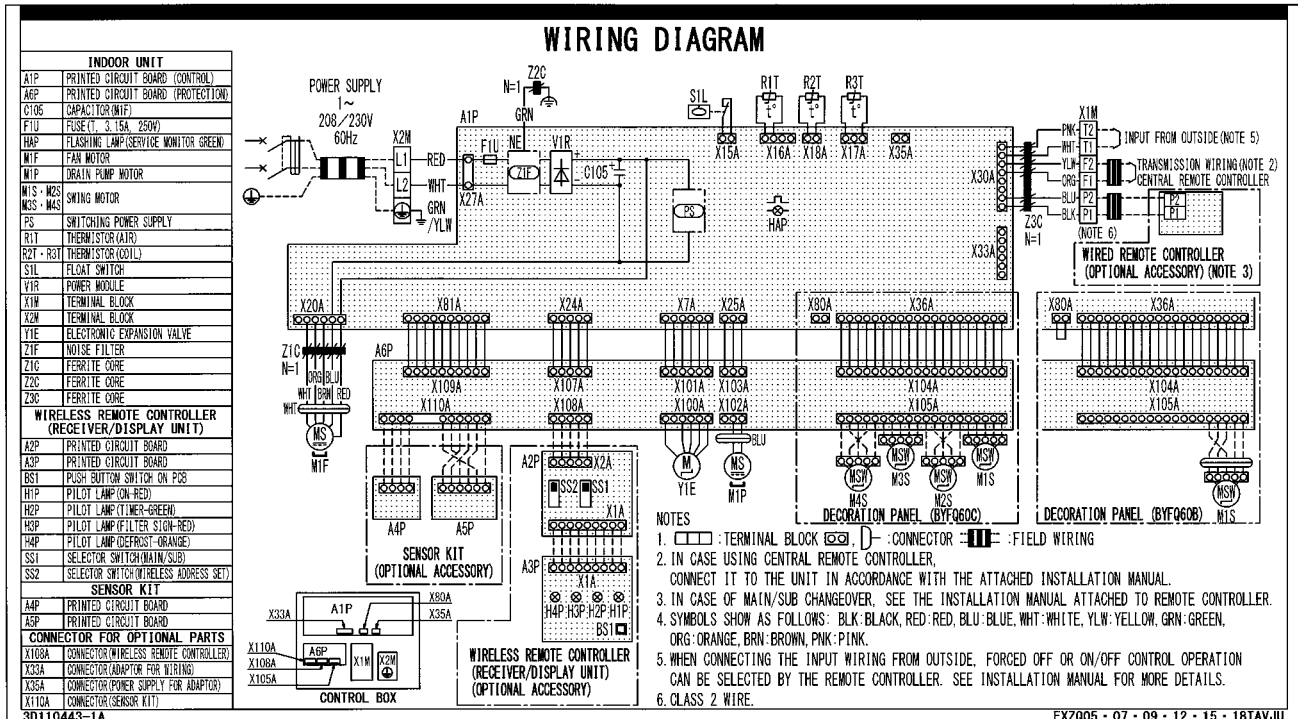 WIRING DIAGRAM
INDOOR UNIT
A1P PRINTED CIRCUIT BOARD (CONTROL)
A6P PRINTED CIRCUIT BOARD (PROTECTION)
C105 CAPACITOR(M1F)
F1U FUSE(T, 3.15A, 250V)
HAP FLASHING LAMP(SERVICE MONITOR GREEN)
M1F FAN MOTOR
M1P DRAIN PUMP MOTOR
M1S・M2S
M3S・M4S SWING MOTOR
PS SWITCHING POWER SUPPLY
R1T THERMISTOR(AIR)
R2T・R3T THERMISTOR(COIL)
S1L FLOAT SWITCH
V1R POWER MODULE
X1M TERMINAL BLOCK
X2M TERMINAL BLOCK
Y1E ELECTRONIC EXPANSION VALVE
Z1F NOISE FILTER
Z1C FERRITE CORE
Z2C FERRITE CORE
Z3C FERRITE CORE
WIRELESS REMOTE CONTROLLER
(RECEIVER/DISPLAY UNIT)
A2P PRINTED CIRCUIT BOARD
A3P PRINTED CIRCUIT BOARD
BS1 PUSH BUTTON SWITCH ON PCB
H1P PILOT LAMP(ON-RED)
H2P PILOT LAMP(TIMER-GREEN)
H3P PILOT LAMP(FILTER SIGN-RED)
H4P PILOT LAMP(DEFROST-ORANGE)
SS1 SELECTOR SWITCH(MAIN/SUB)
SS2 SELECTOR SWITCH(WIRELESS ADDRESS SET)
SENSOR KIT
A4P PRINTED CIRCUIT BOARD
A5P PRINTED CIRCUIT BOARD
CONNECTOR FOR OPTIONAL PARTS
X108A CONNECTOR(WIRELESS REMOTE CONTROLLER)
X33A CONNECTOR(ADAPTOR FOR WIRING)
X35A CONNECTOR(POWER SUPPLY FOR ADAPTOR)
X110A CONNECTOR(SENSOR KIT)
3D110443-1A
POWER SUPPLY
1~
208/230V
60Hz
X2M
L1
L2
RED
WHT
GRN
/YLW
X27A
A1P
F1U
NE
Z1F
V1R
C105
N=1
Z2C
GRN
PS
HAP
S1L
R1T
R2T
R3T
t°
t°
t°
X15A
X16A
X18A
X17A
X35A
X30A
X33A
Z3C
N=1
X1M
PNK T2
WHT T1
YLW F2
ORG F1
BLU P2
BLK P1
(NOTE 6)
INPUT FROM OUTSIDE(NOTE 5)
TRANSMISSION WIRING(NOTE 2)
CENTRAL REMOTE CONTROLLER
P2
P1
WIRED REMOTE CONTROLLER
(OPTIONAL ACCESSORY)(NOTE 3)
X20A
X81A
X24A
X7A
X25A
X80A
X36A
X80A
X36A
Z1C
N=1
ORG BLU
WHT BRN RED
WHT
MS
M1F
A6P
X109A
X110A
X107A
X108A
X101A
X100A
X103A
X102A
X104A
X105A
X104A
X105A
A4P
A5P
SENSOR KIT
(OPTIONAL ACCESSORY)
A2P
X2A
SS2
SS1
X1A
A3P
X1A
H4P H3P H2P H1P
BS1
WIRELESS REMOTE CONTROLLER
(RECEIVER/DISPLAY UNIT)
(OPTIONAL ACCESSORY)
M
Y1E
BLU
MS
M1P
MSW
M4S
MSW
M3S
MSW
M2S
MSW
M1S
DECORATION PANEL (BYFQ60C)
MSW
M1S
DECORATION PANEL (BYFQ60B)
X33A
A1P
X80A
X35A
X110A
X108A
X105A
A6P
X1M
X2M
CONTROL BOX
NOTES
1. :TERMINAL BLOCK , :CONNECTOR :FIELD WIRING
2. IN CASE USING CENTRAL REMOTE CONTROLLER,
CONNECT IT TO THE UNIT IN ACCORDANCE WITH THE ATTACHED INSTALLATION MANUAL.
3. IN CASE OF MAIN/SUB CHANGEOVER, SEE THE INSTALLATION MANUAL ATTACHED TO REMOTE CONTROLLER.
4. SYMBOLS SHOW AS FOLLOWS: BLK:BLACK, RED:RED, BLU:BLUE, WHT:WHITE, YLW:YELLOW, GRN:GREEN,
ORG:ORANGE, BRN:BROWN, PNK:PINK.
5. WHEN CONNECTING THE INPUT WIRING FROM OUTSIDE, FORCED OFF OR ON/OFF CONTROL OPERATION
CAN BE SELECTED BY THE REMOTE CONTROLLER. SEE INSTALLATION MANUAL FOR MORE DETAILS.
6. CLASS 2 WIRE.
FXZQ05・07・09・12・15・18TAVJU